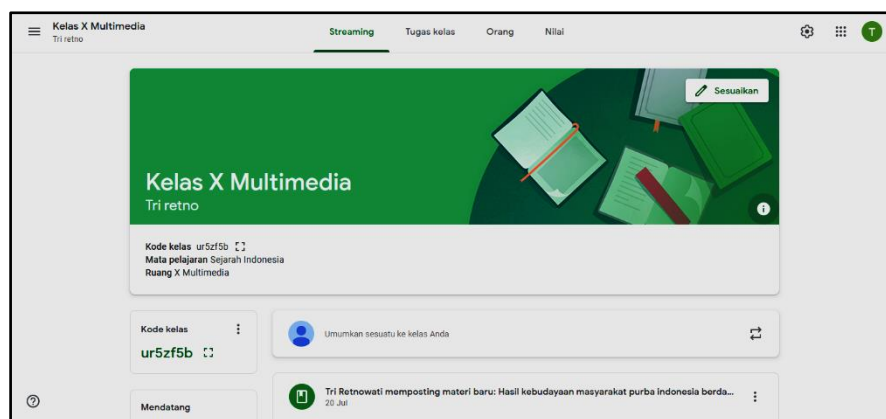 Kelas X Multimedia
Tri retno
Streaming
Tugas kelas
Orang
Nilai
T
Sesuaikan
Kelas X Multimedia
Tri retno
Kode kelas ur5zf5b
Mata pelajaran Sejarah Indonesia
Ruang X Multimedia
Kode kelas
ur5zf5b
Umumkan sesuatu ke kelas Anda
Tri Retnowati memposting materi baru: Hasil kebudayaan masyarakat purba indonesia berda...
20 Jul
Mendatang